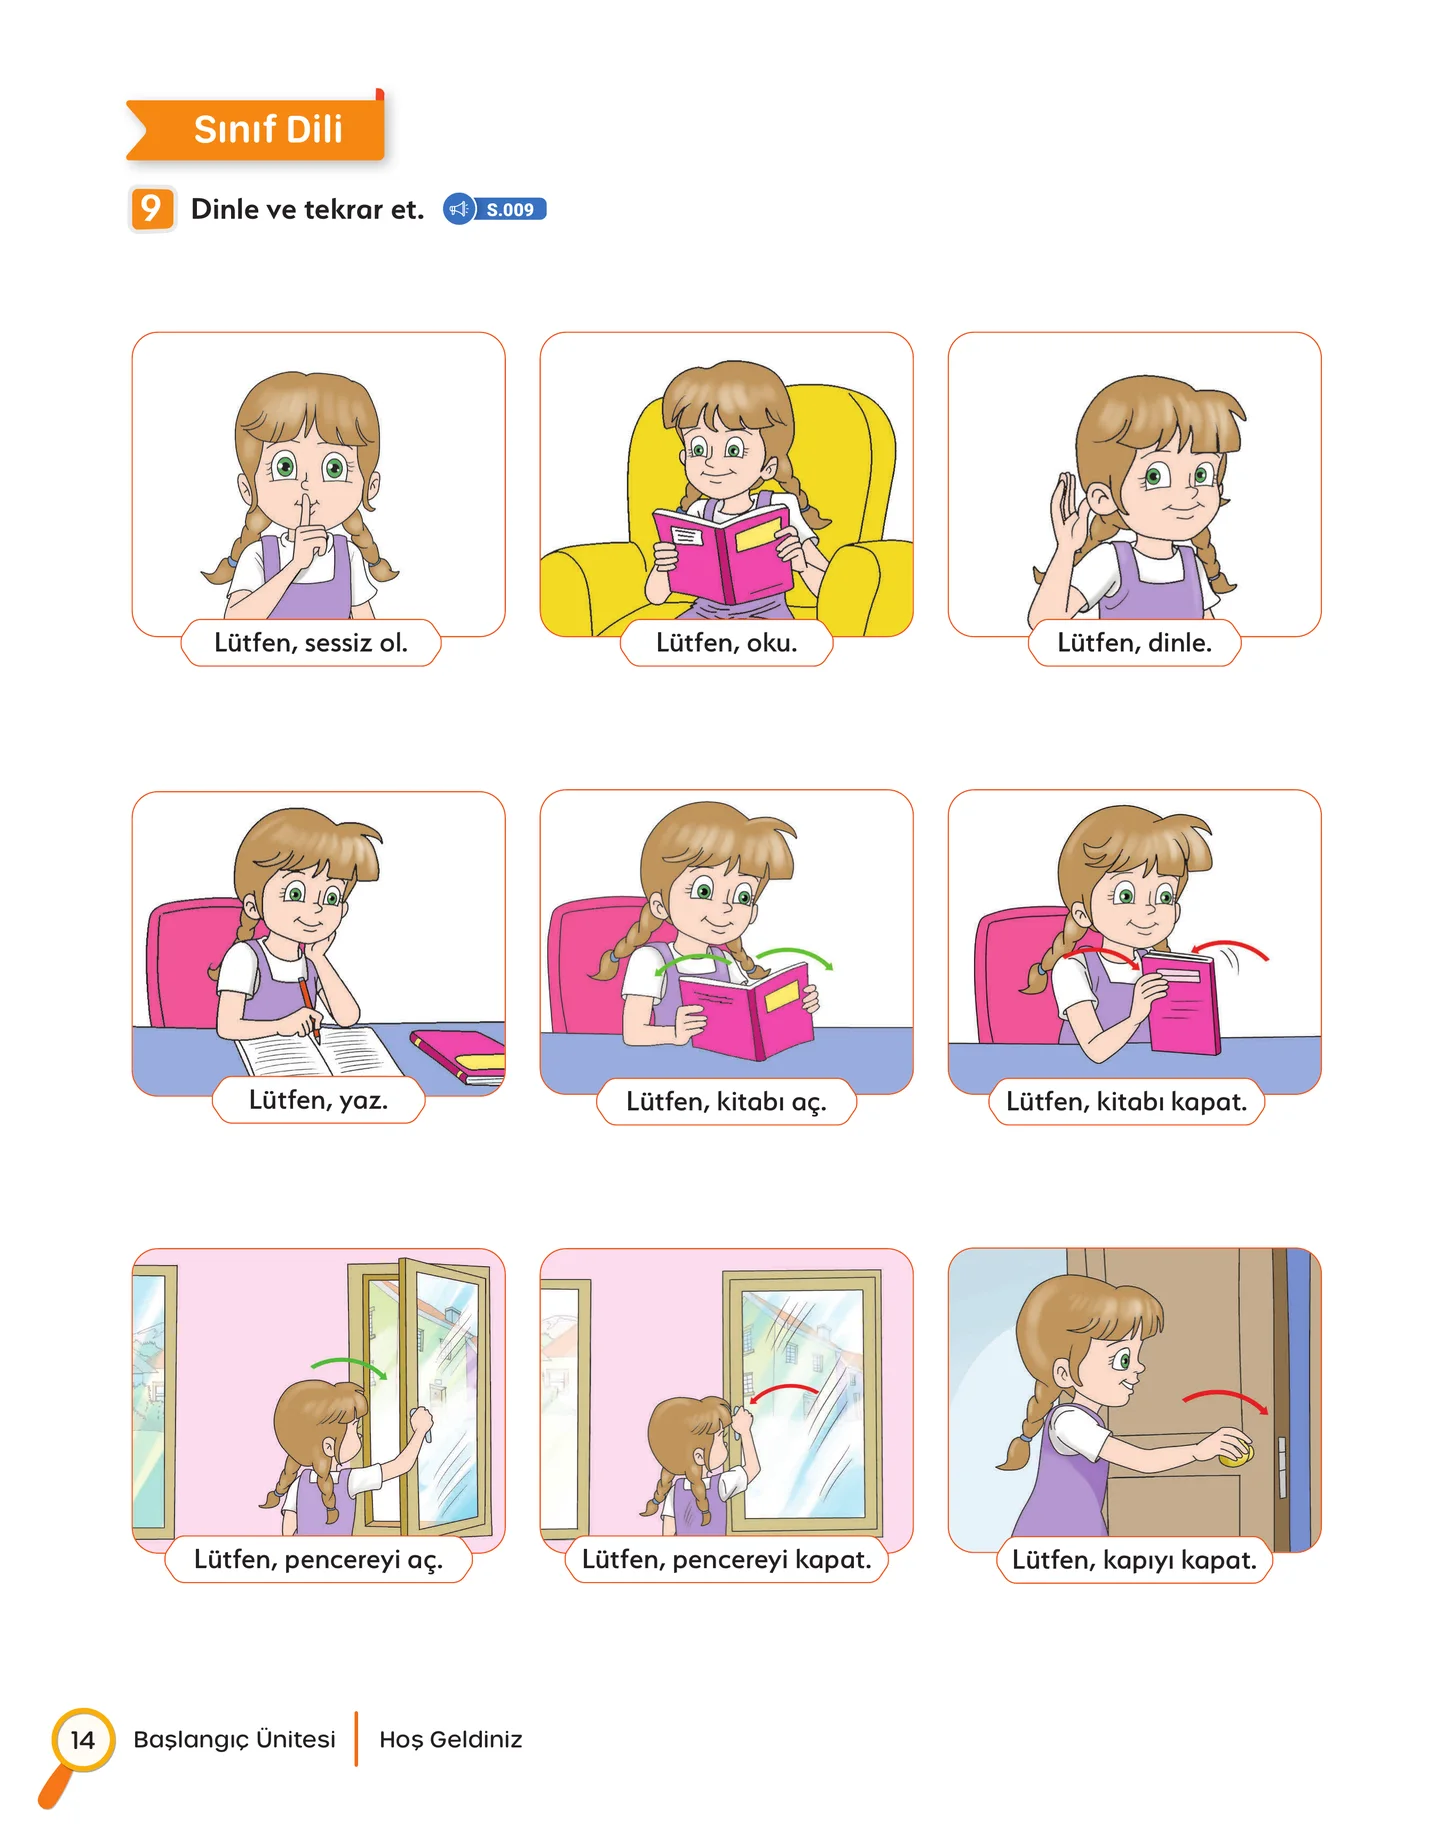 Sınıf Dili
9 Dinle ve tekrar et. S.009
Lütfen, sessiz ol.
Lütfen, oku.
Lütfen, dinle.
Lütfen, yaz.
Lütfen, kitabı aç.
Lütfen, kitabı kapat.
Lütfen, pencereyi aç.
Lütfen, pencereyi kapat.
Lütfen, kapıyı kapat.
14 Başlangıç Ünitesi Hoş Geldiniz